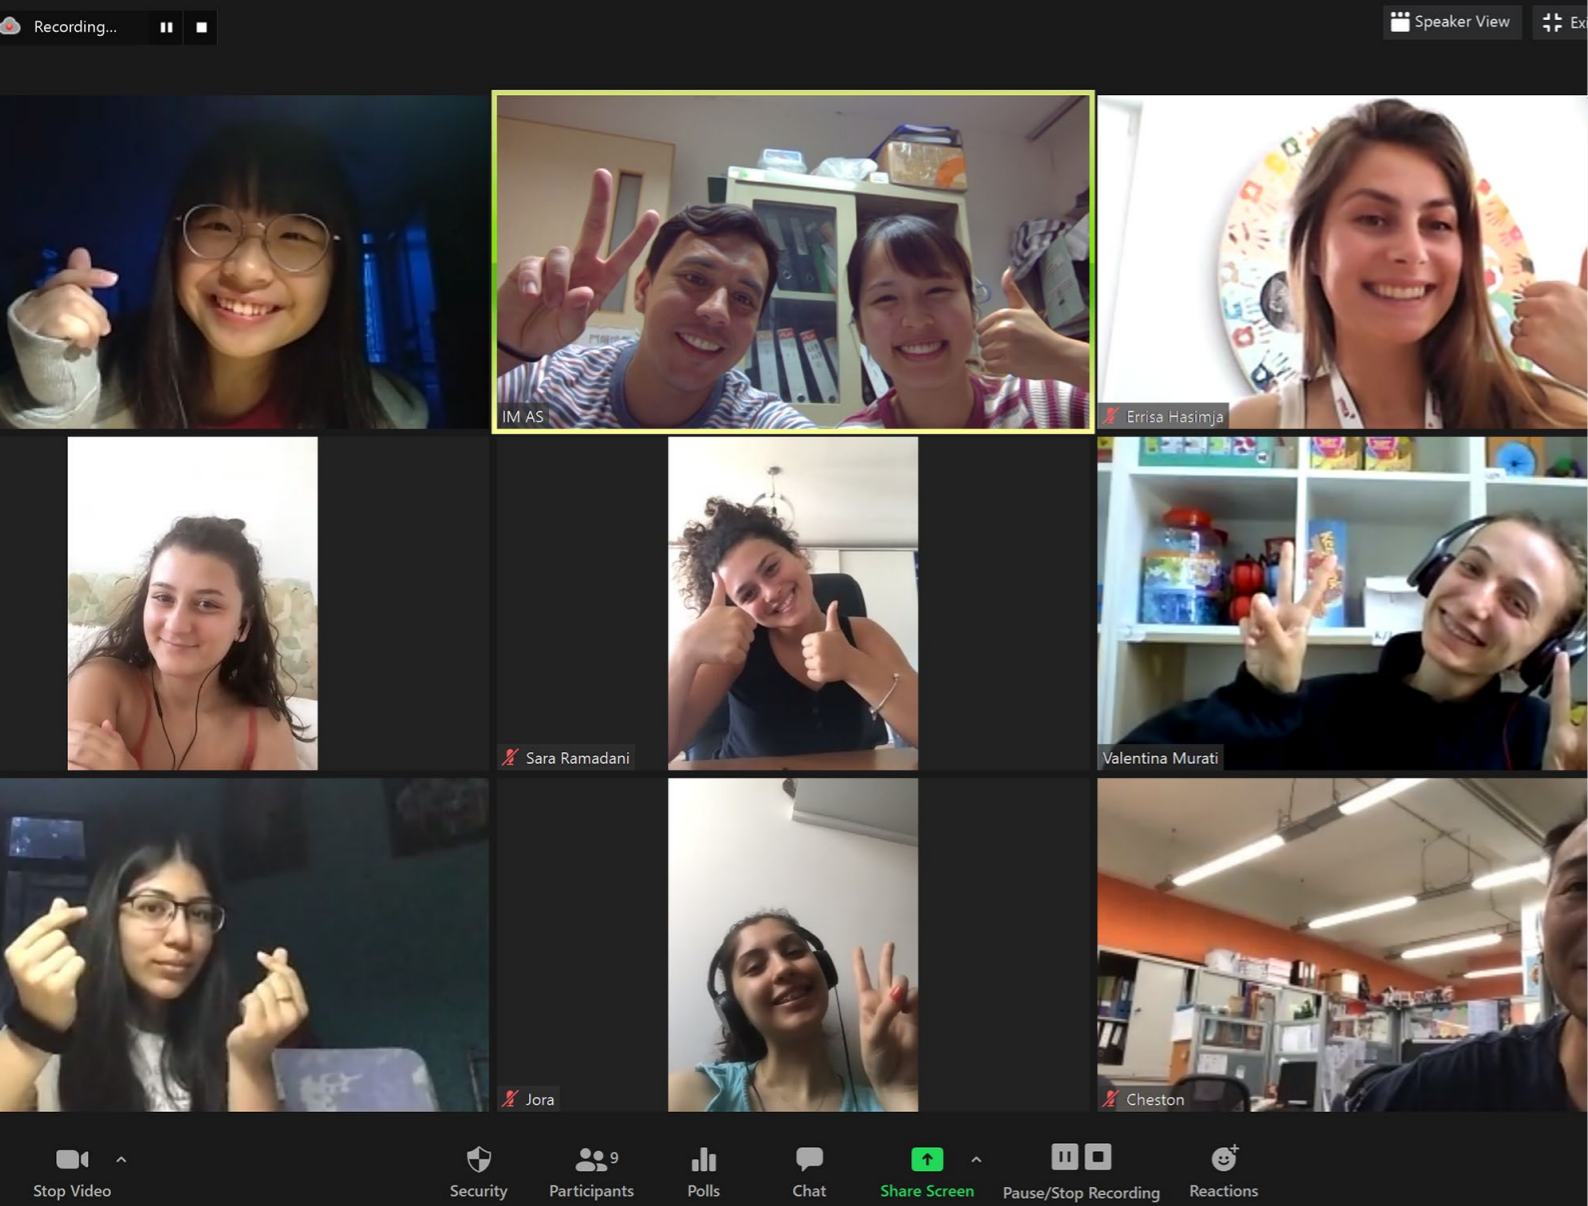 Recording...
Speaker View
Exi
IM AS
Errisa Hasimja
Sara Ramadani
Valentina Murati
Jora
Cheston
9
Stop Video
Security
Participants
Polls
Chat
Share Screen
Pause/Stop Recording
Reactions